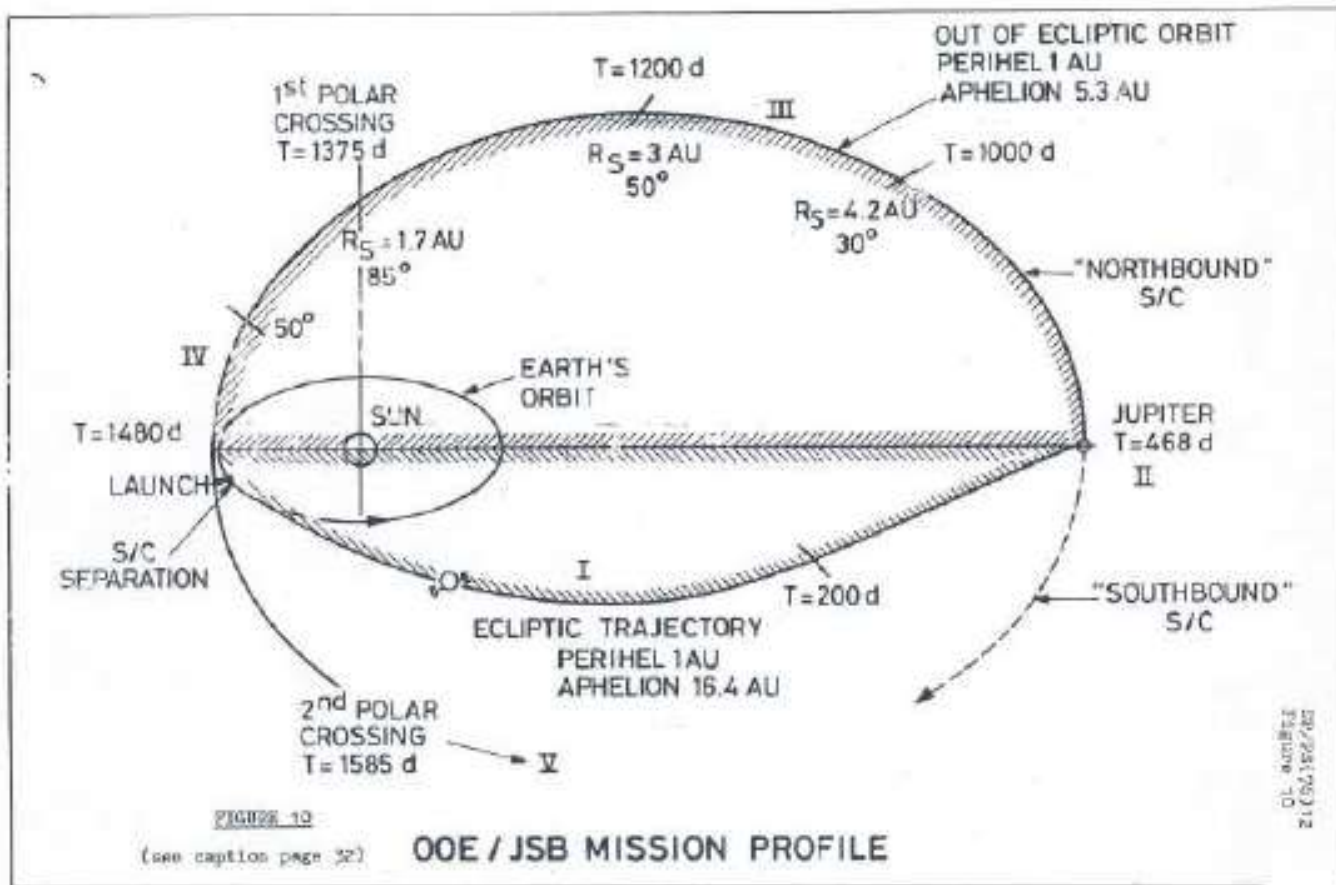 OUT OF ECLIPTIC ORBIT
PERIHEL 1 AU
APHELION 5.3 AU
T=1200 d
III
1st POLAR
CROSSING
T=1375 d
T=1000 d
RS=3 AU
50°
RS=4.2 AU
30°
RS=1.7 AU
85°
"NORTHBOUND"
S/C
50°
IV
EARTH'S
ORBIT
SUN
T=1480 d
JUPITER
T=468 d
II
LAUNCH
S/C
SEPARATION
I
T=200 d
"SOUTHBOUND"
S/C
ECLIPTIC TRAJECTORY
PERIHEL 1 AU
APHELION 16.4 AU
2nd POLAR
CROSSING
T=1585 d
V
FIGURE 10
(see caption page 32)
OOE / JSB MISSION PROFILE
Figure 10